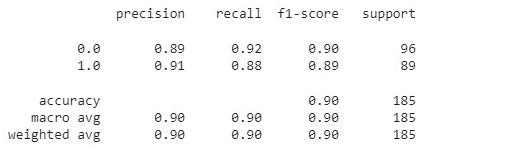 precision recall f1-score support
0.0 0.89 0.92 0.90 96
1.0 0.91 0.88 0.89 89
accuracy 0.90 185
macro avg 0.90 0.90 0.90 185
weighted avg 0.90 0.90 0.90 185